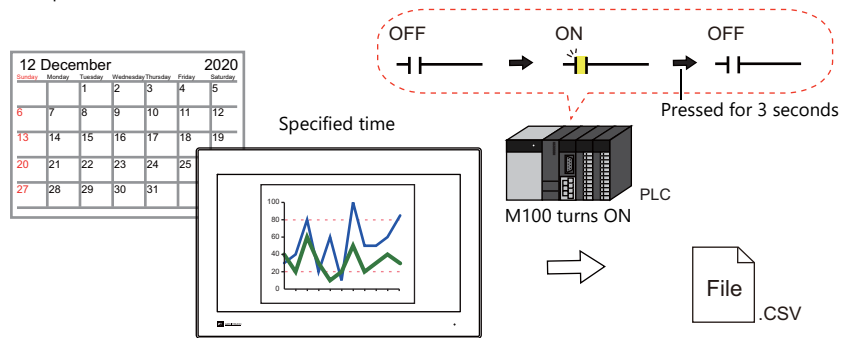 OFF
ON
OFF
Pressed for 3 seconds
12 December 2020
Sunday Monday Tuesday Wednesday Thursday Friday Saturday
1 2 3 4 5
6 7 8 9 10 11 12
13 14 15 16 17 18 19
20 21 22 23 24 25
27 28 29 30 31
Specified time
100
80
60
40
20
0
PLC
M100 turns ON
File
.CSV